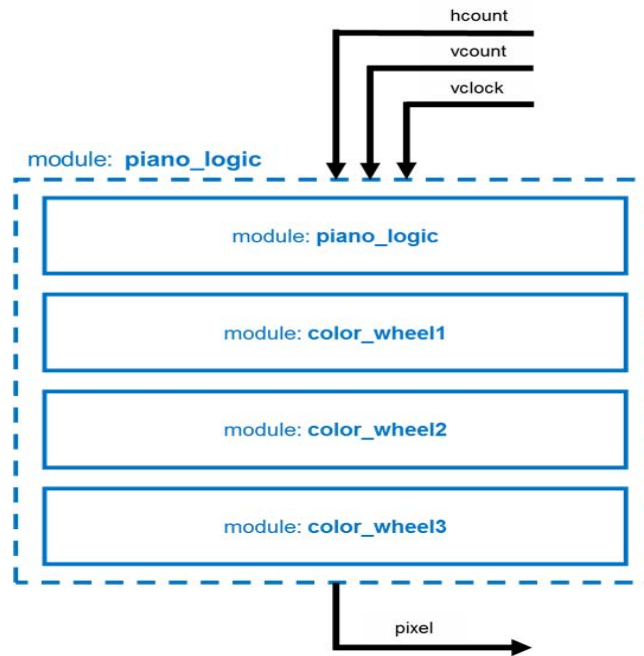 hcount
vcount
vclock
module: piano_logic
module: piano_logic
module: color_wheel1
module: color_wheel2
module: color_wheel3
pixel